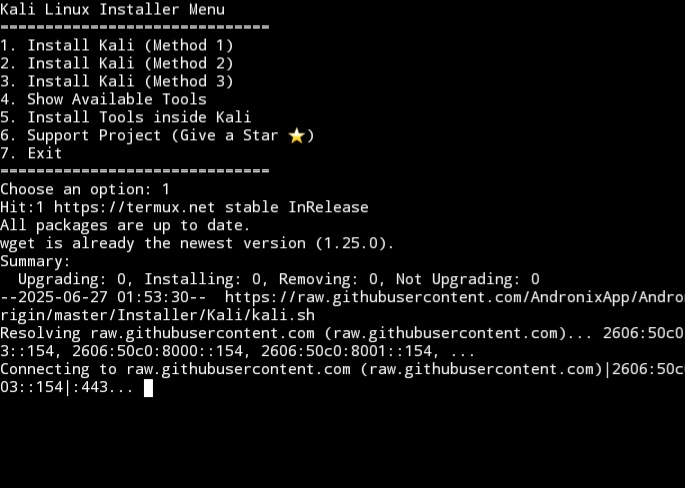 Kali Linux Installer Menu
==============================
1. Install Kali (Method 1)
2. Install Kali (Method 2)
3. Install Kali (Method 3)
4. Show Available Tools
5. Install Tools inside Kali
6. Support Project (Give a Star ⭐)
7. Exit
==============================
Choose an option: 1
Hit:1 https://termux.net stable InRelease
All packages are up to date.
wget is already the newest version (1.25.0).
Summary:
  Upgrading: 0, Installing: 0, Removing: 0, Not Upgrading: 0
--2025-06-27 01:53:30--  https://raw.githubusercontent.com/AndronixApp/Andro
rigin/master/Installer/Kali/kali.sh
Resolving raw.githubusercontent.com (raw.githubusercontent.com)... 2606:50c0
3::154, 2606:50c0:8000::154, 2606:50c0:8001::154, ...
Connecting to raw.githubusercontent.com (raw.githubusercontent.com)|2606:50c
03::154|:443...